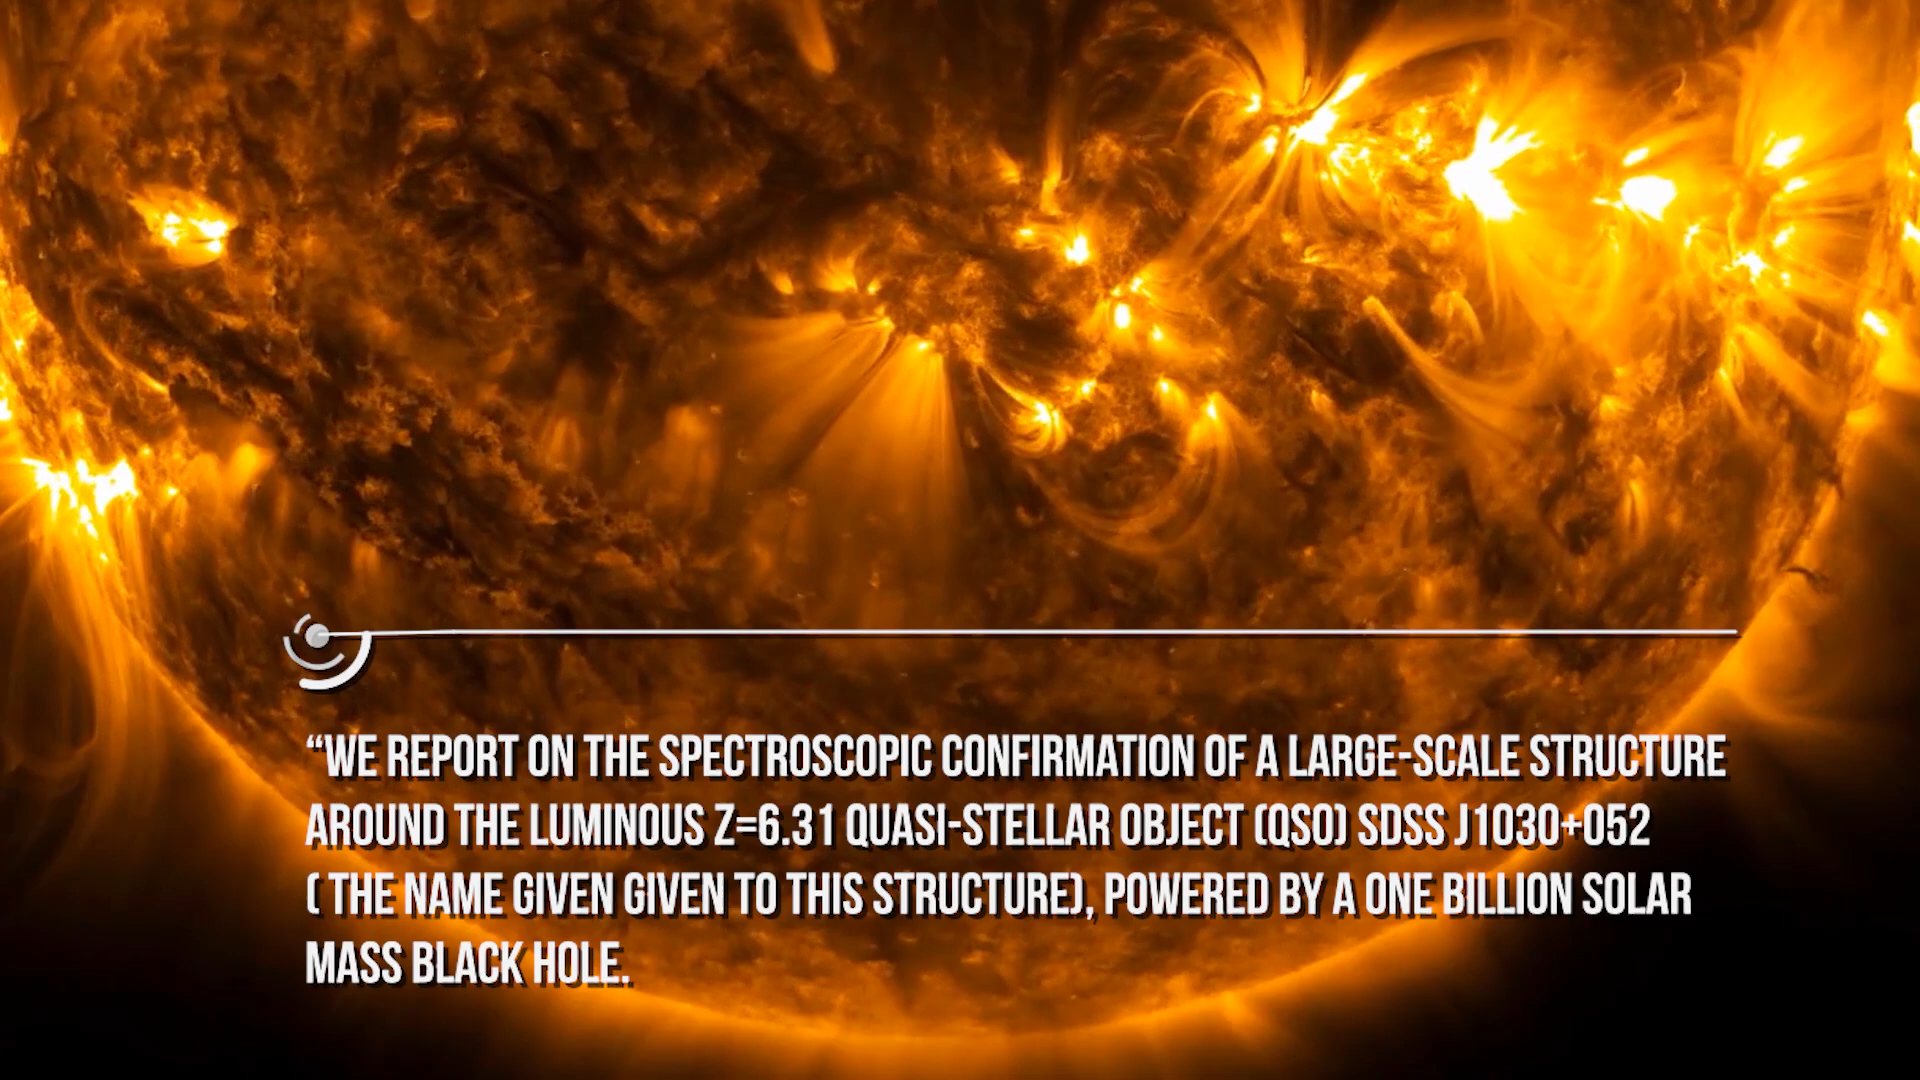 “WE REPORT ON THE SPECTROSCOPIC CONFIRMATION OF A LARGE-SCALE STRUCTURE
AROUND THE LUMINOUS Z=6.31 QUASI-STELLAR OBJECT (QSO) SDSS J1030+052
( THE NAME GIVEN GIVEN TO THIS STRUCTURE), POWERED BY A ONE BILLION SOLAR
MASS BLACK HOLE.